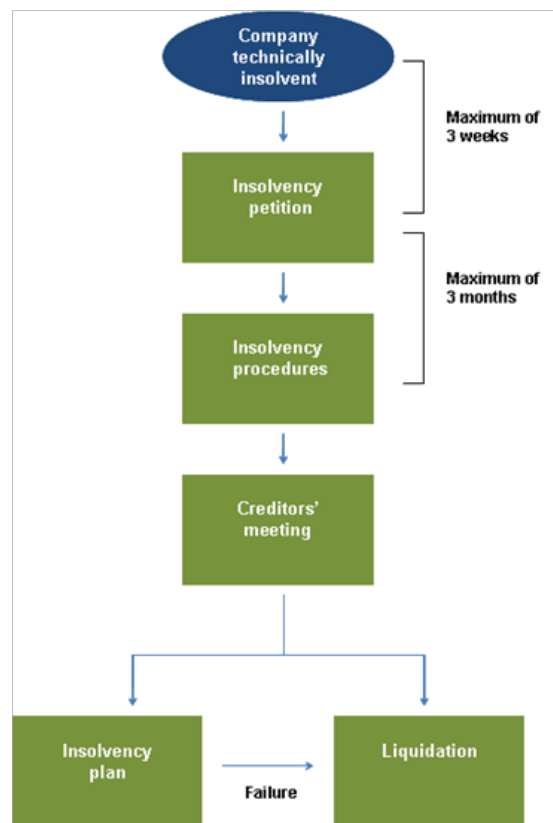 Company
technically
insolvent
Maximum of
3 weeks
Insolvency
petition
Maximum of
3 months
Insolvency
procedures
Creditors'
meeting
Insolvency
plan
Failure
Liquidation